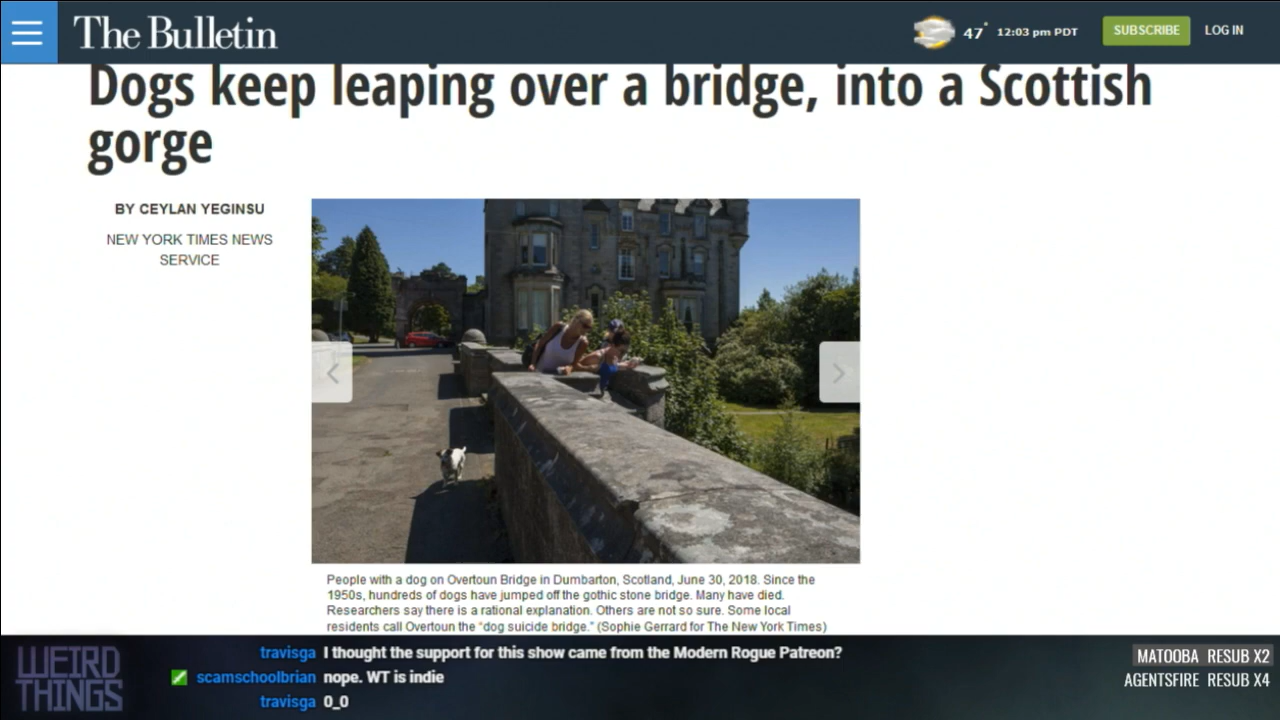 The Bulletin
47°
12:03 pm PDT
SUBSCRIBE
LOG IN
Dogs keep leaping over a bridge, into a Scottish
gorge
BY CEYLAN YEGINSU
NEW YORK TIMES NEWS
SERVICE
People with a dog on Overtoun Bridge in Dumbarton, Scotland, June 30, 2018. Since the
1950s, hundreds of dogs have jumped off the gothic stone bridge. Many have died.
Researchers say there is a rational explanation. Others are not so sure. Some local
residents call Overtoun the “dog suicide bridge.” (Sophie Gerrard for The New York Times)
WEIRD
THINGS
travisga I thought the support for this show came from the Modern Rogue Patreon?
scamschoolbrian nope. WT is indie
travisga 0_0
MATOOBA RESUB X2
AGENTSFIRE RESUB X4